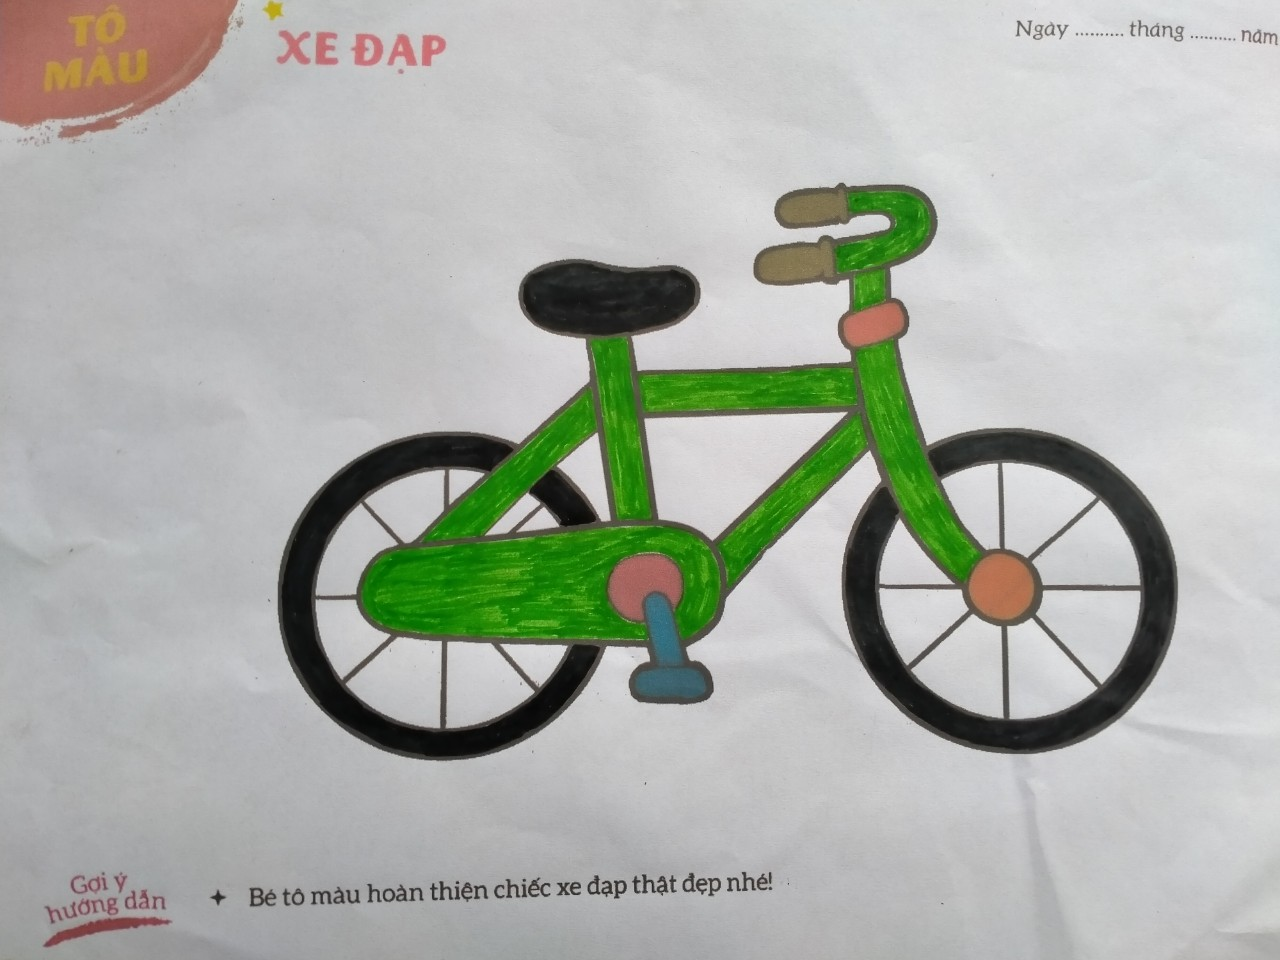 TÔ
MÀU
XE ĐẠP
Ngày .......... tháng .......... năm
Gợi ý
hướng dẫn
Bé tô màu hoàn thiện chiếc xe đạp thật đẹp nhé!